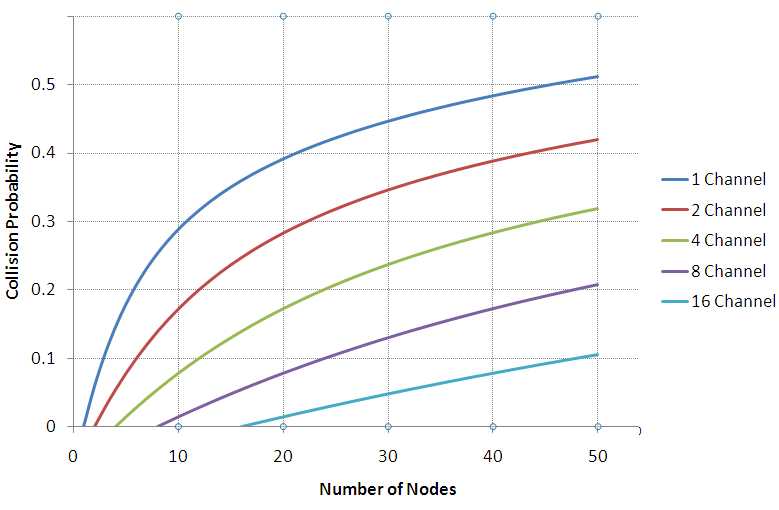 0.5
0.4
0.3
0.2
0.1
0
0 10 20 30 40 50
Collision Probability
Number of Nodes
1 Channel
2 Channel
4 Channel
8 Channel
16 Channel